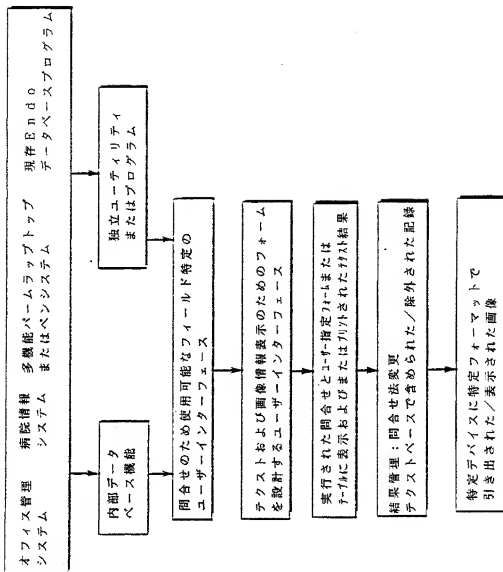 オフィス管理
システム
病院情報
システム
多機能パームラップトップ
またはペンシステム
現存Endo
データベースプログラム
内部データ
ベース機能
独立ユーティリティ
またはプログラム
問合せのため使用可能なフィールド特定の
ユーザーインターフェース
テクストおよび画像情報表示のためのフォーム
を設計するユーザーインターフェース
実行された問合せとユーザー指定フォームまたは
テーブルに表示およびまたはプリントされたテクスト結果
結果管理：問合せ法変更
テクストベースで含められた／除外された記録
特定デバイスに特定フォーマットで
引き出された／表示された画像